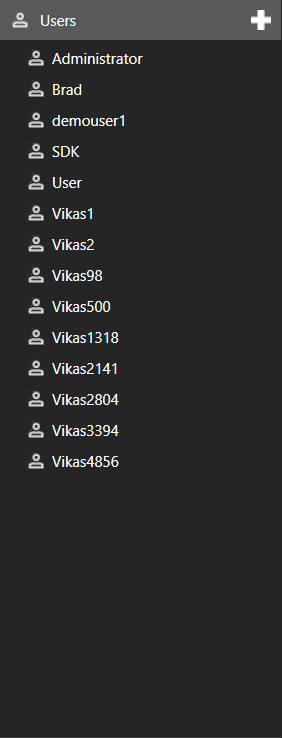 Users
Administrator
Brad
demouser1
SDK
User
Vikas1
Vikas2
Vikas98
Vikas500
Vikas1318
Vikas2141
Vikas2804
Vikas3394
Vikas4856